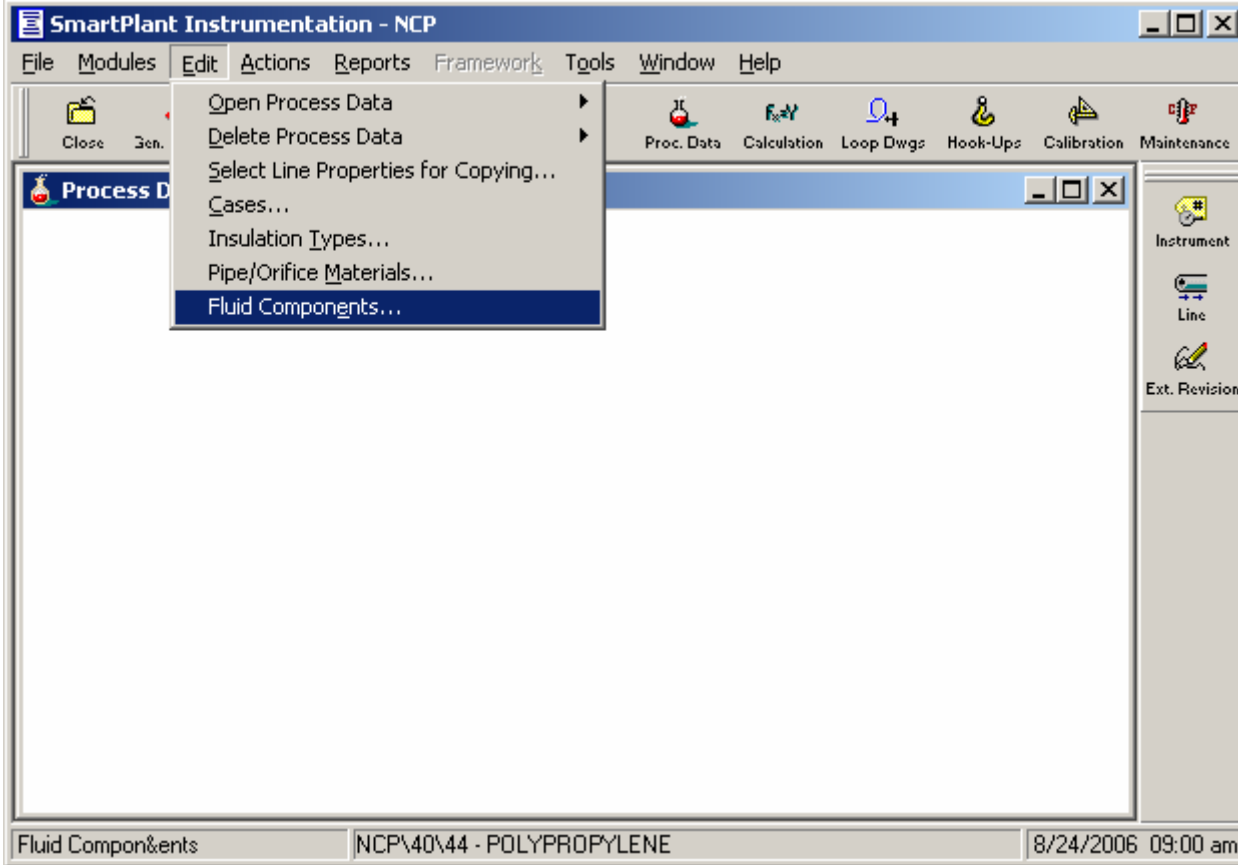 SmartPlant Instrumentation - NCP
File Modules Edit Actions Reports Framework Tools Window Help
Close Gen. Proc. Data Calculation Loop Dwgs Hook-Ups Calibration Maintenance
Open Process Data
Delete Process Data
Select Line Properties for Copying...
Cases...
Insulation Types...
Pipe/Orifice Materials...
Fluid Components...
Process D
Instrument
Line
Ext. Revision
Fluid Compon&ents NCP\40\44 - POLYPROPYLENE 8/24/2006 09:00 am